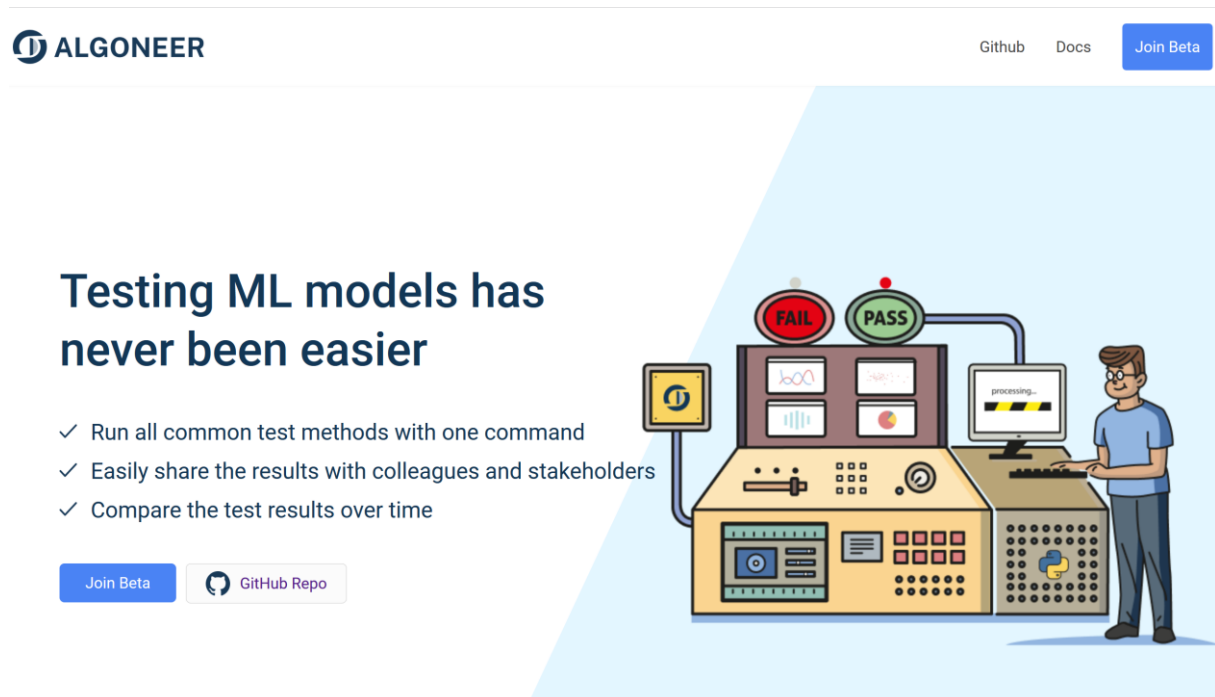 ALGONEER
Github
Docs
Join Beta
Testing ML models has
never been easier
Run all common test methods with one command
Easily share the results with colleagues and stakeholders
Compare the test results over time
Join Beta
GitHub Repo
FAIL
PASS
processing...